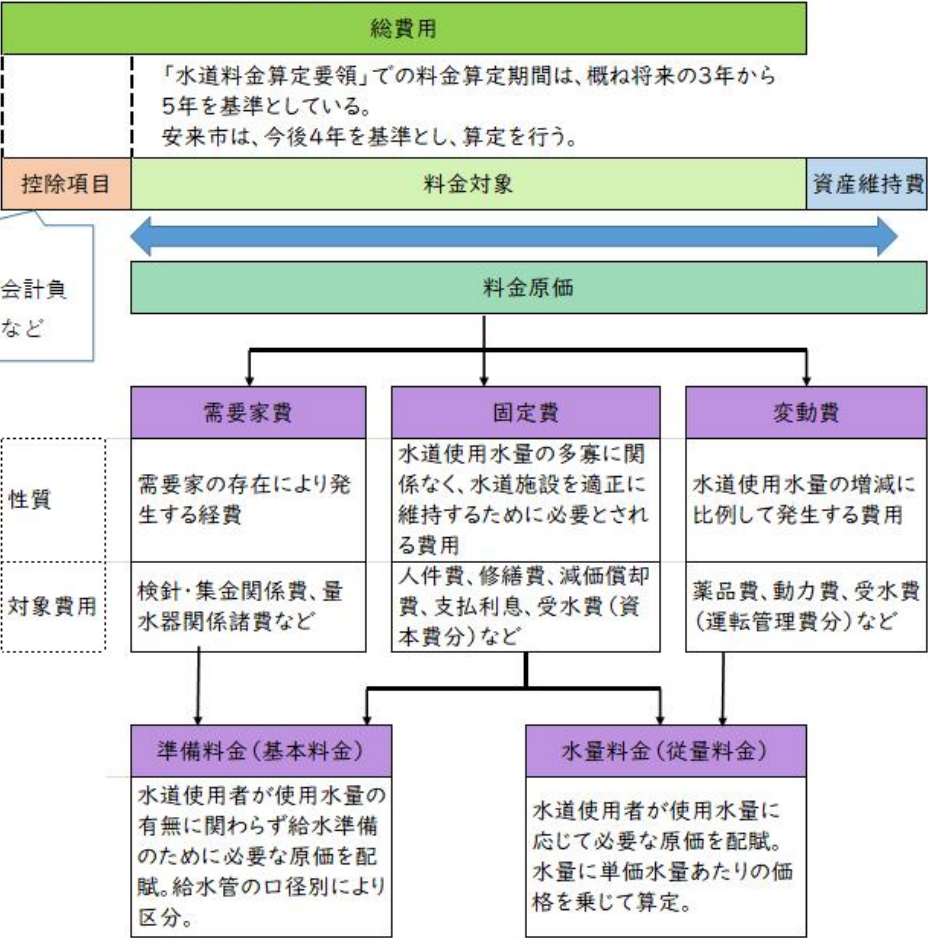 総費用
「水道料金算定要領」での料金算定期間は、概ね将来の3年から
5年を基準としている。
安来市は、今後4年を基準とし、算定を行う。
控除項目
料金対象
資産維持費
会計負
など
料金原価
需要家費
固定費
変動費
性質
需要家の存在により発
生する経費
水道使用水量の多寡に関
係なく、水道施設を適正に
維持するために必要とされ
る費用
水道使用水量の増減に
比例して発生する費用
対象費用
検針・集金関係費、量
水器関係諸費など
人件費、修繕費、減価償却
費、支払利息、受水費(資
本費分)など
薬品費、動力費、受水費
(運転管理費分)など
準備料金(基本料金)
水道使用者が使用水量の
有無に関わらず給水準備
のために必要な原価を配
賦。給水管の口径別により
区分。
水量料金(従量料金)
水道使用者が使用水量に
応じて必要な原価を配賦。
水量に単価水量あたりの価
格を乗じて算定。